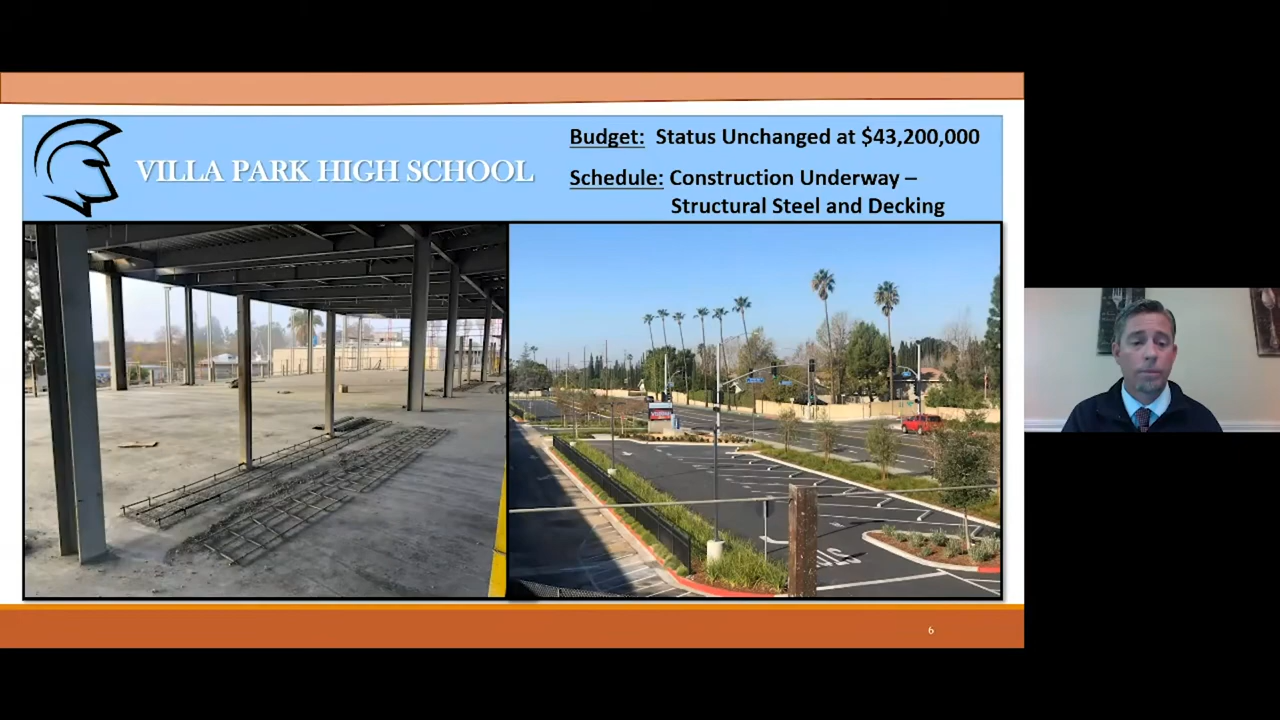 VILLA PARK HIGH SCHOOL
Budget: Status Unchanged at $43,200,000
Schedule: Construction Underway –
Structural Steel and Decking
STOP
6